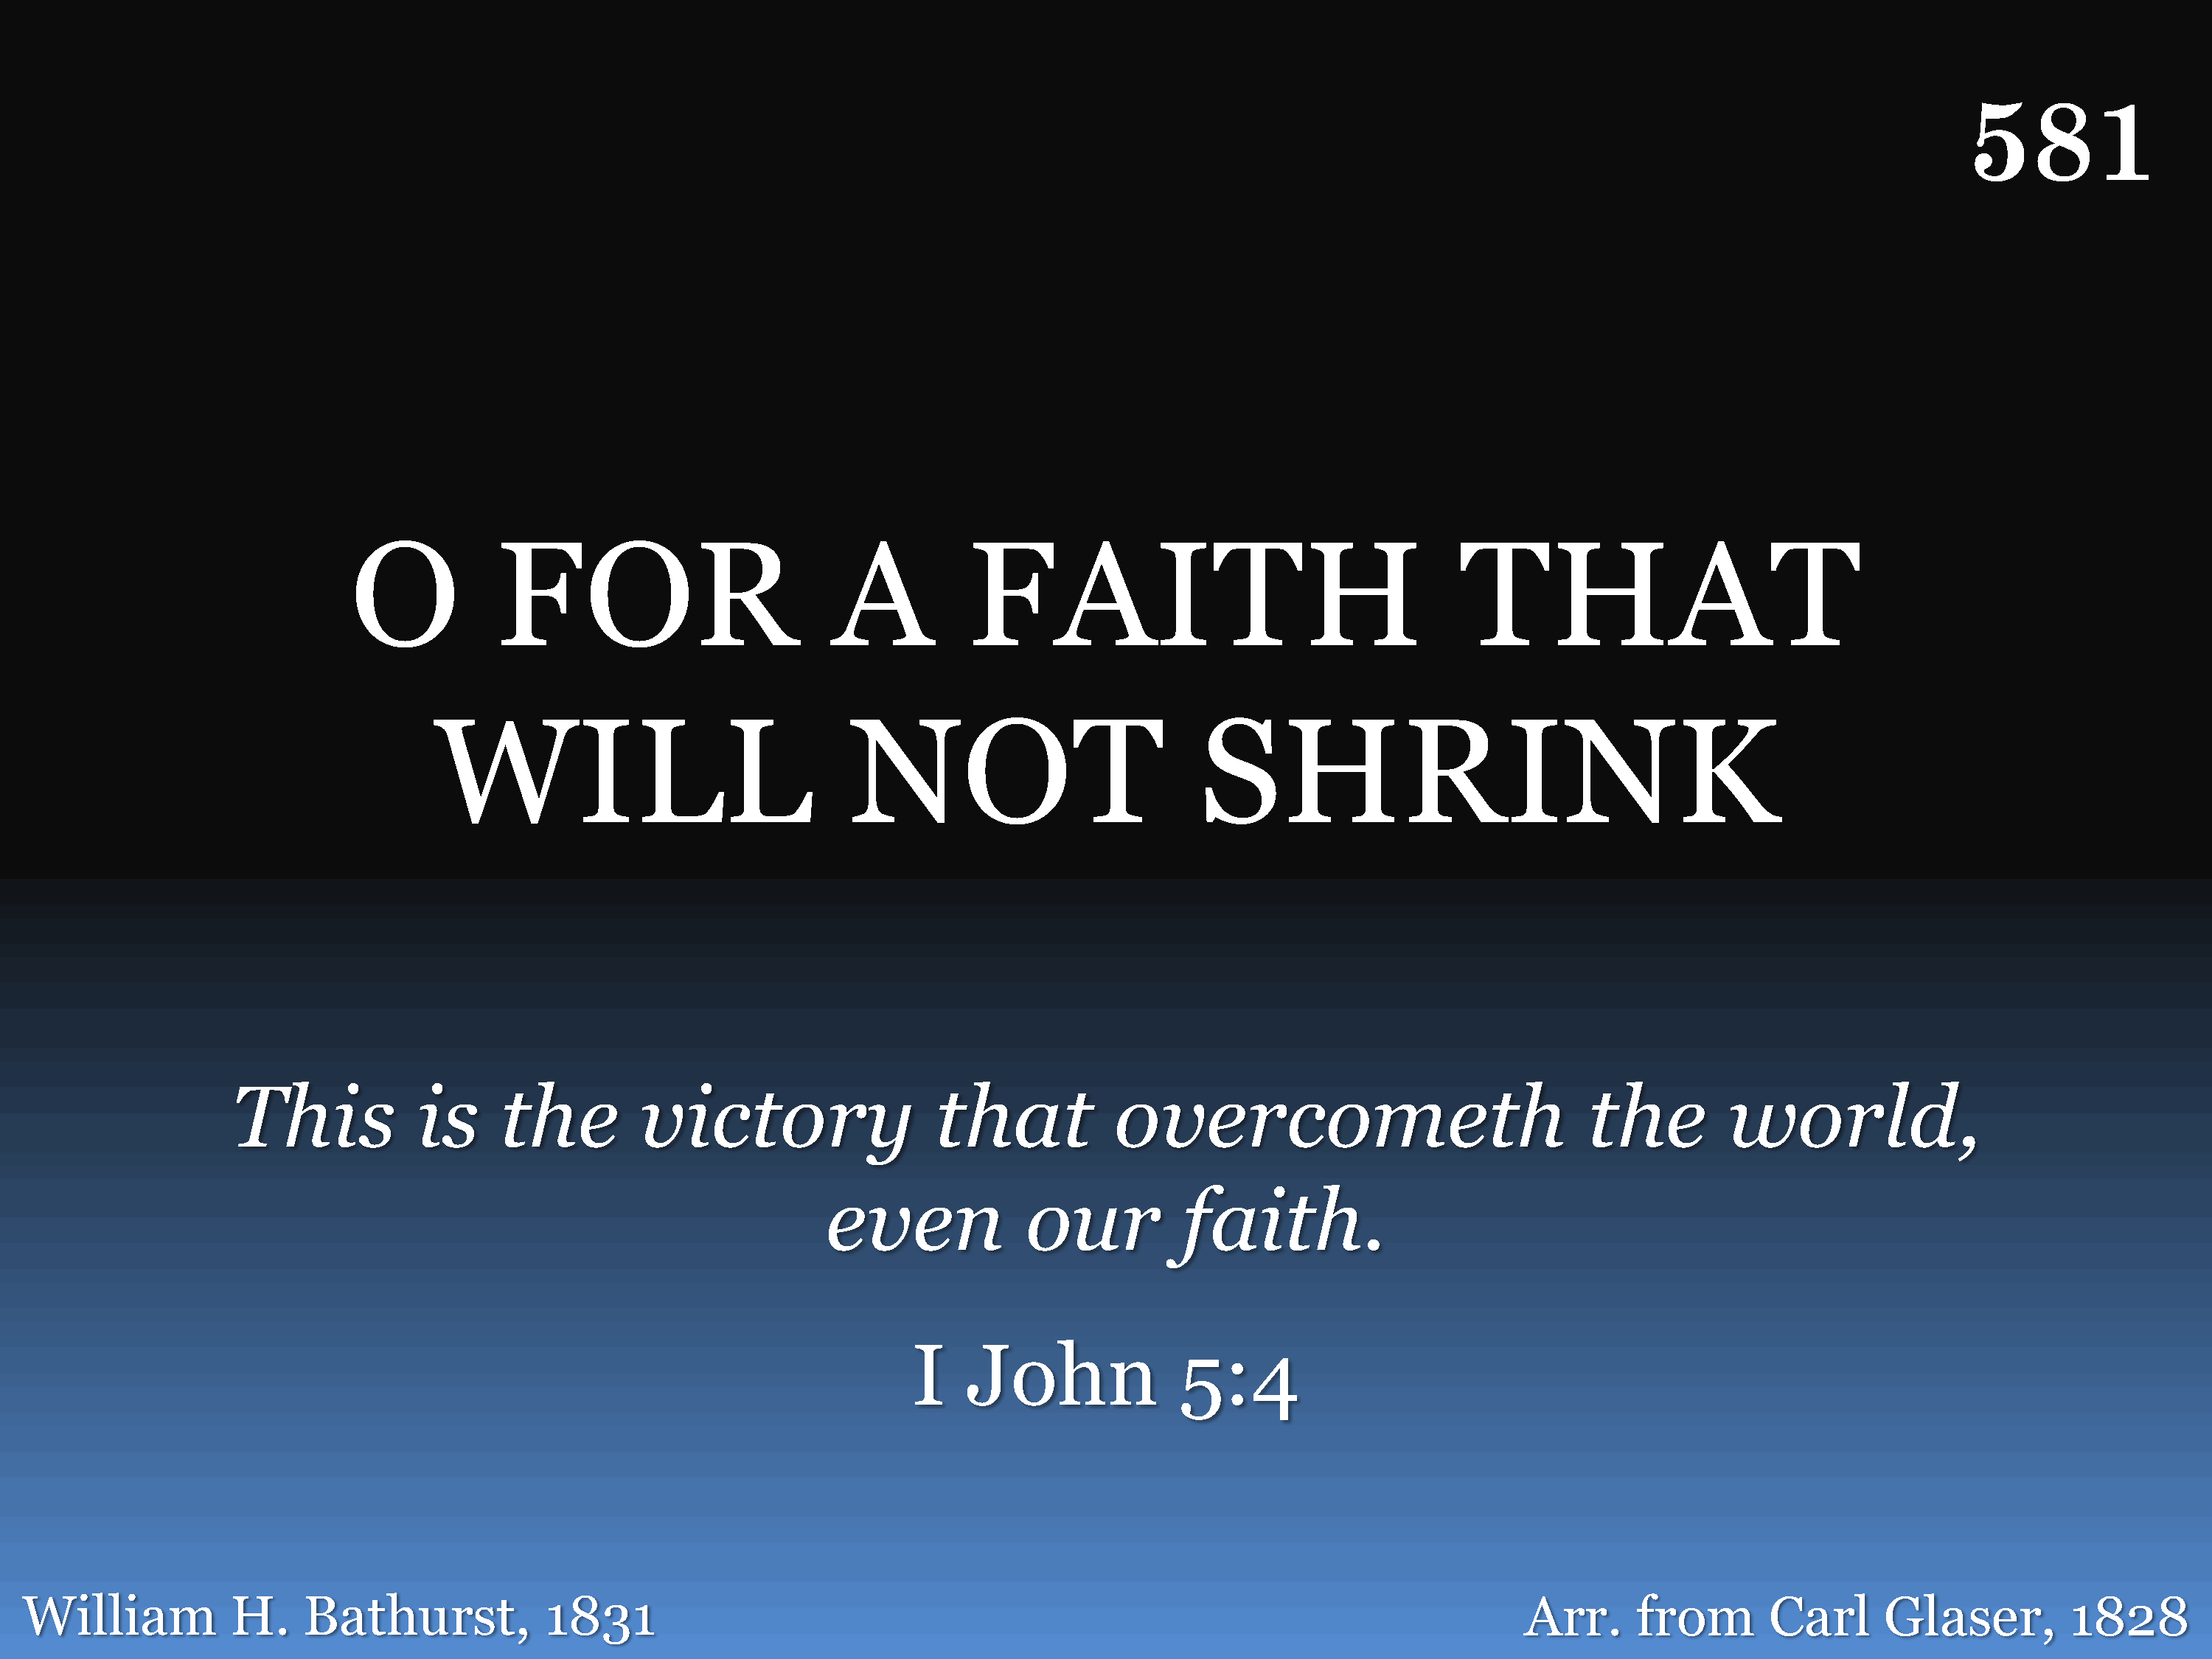 581
O FOR A FAITH THAT
WILL NOT SHRINK
This is the victory that overcometh the world,
even our faith.
I John 5:4
William H. Bathurst, 1831
Arr. from Carl Glaser, 1828